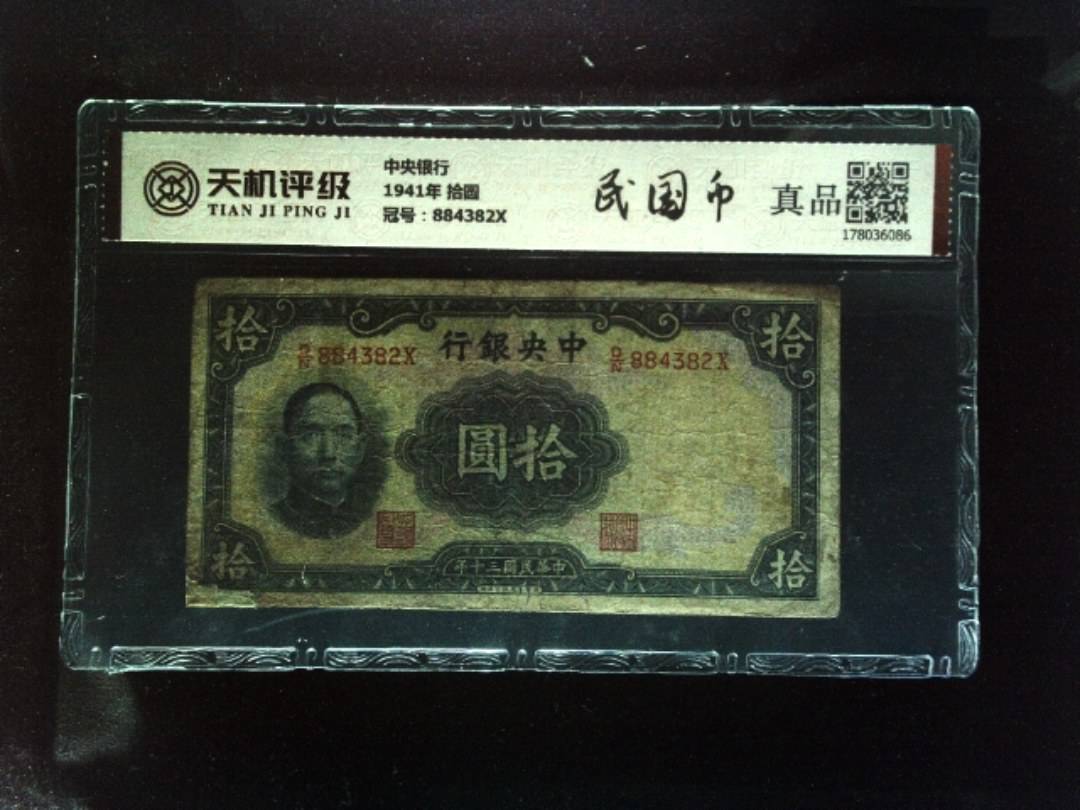 天机评级
TIAN JI PING JI
中央银行
1941年 拾圆
冠号：884382X
民国币
真品
178036086
拾
拾
行銀央中
884382X
884382X
圓拾
拾
年十三國民華中
拾